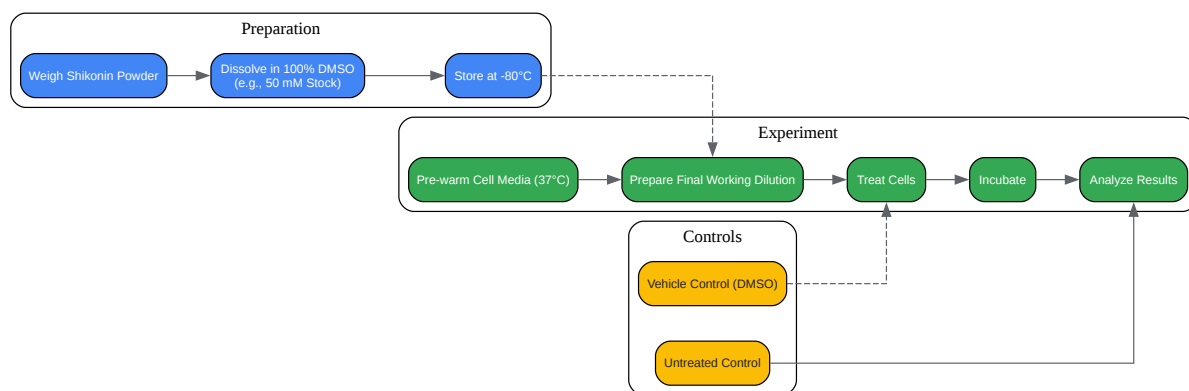 Preparation
Weigh Shikonin Powder
Dissolve in 100% DMSO
(e.g., 50 mM Stock)
Store at -80°C
Experiment
Pre-warm Cell Media (37°C)
Prepare Final Working Dilution
Treat Cells
Incubate
Analyze Results
Controls
Vehicle Control (DMSO)
Untreated Control